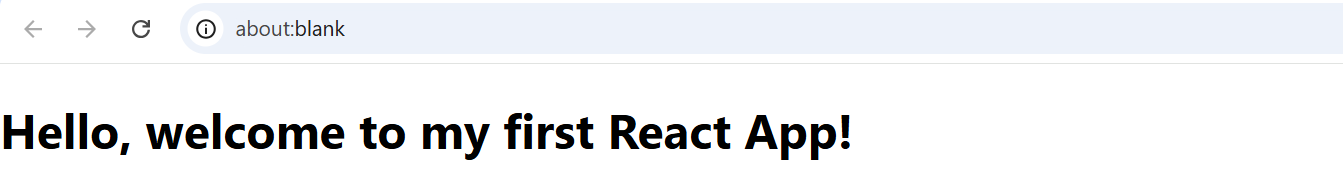 about:blank
Hello, welcome to my first React App!